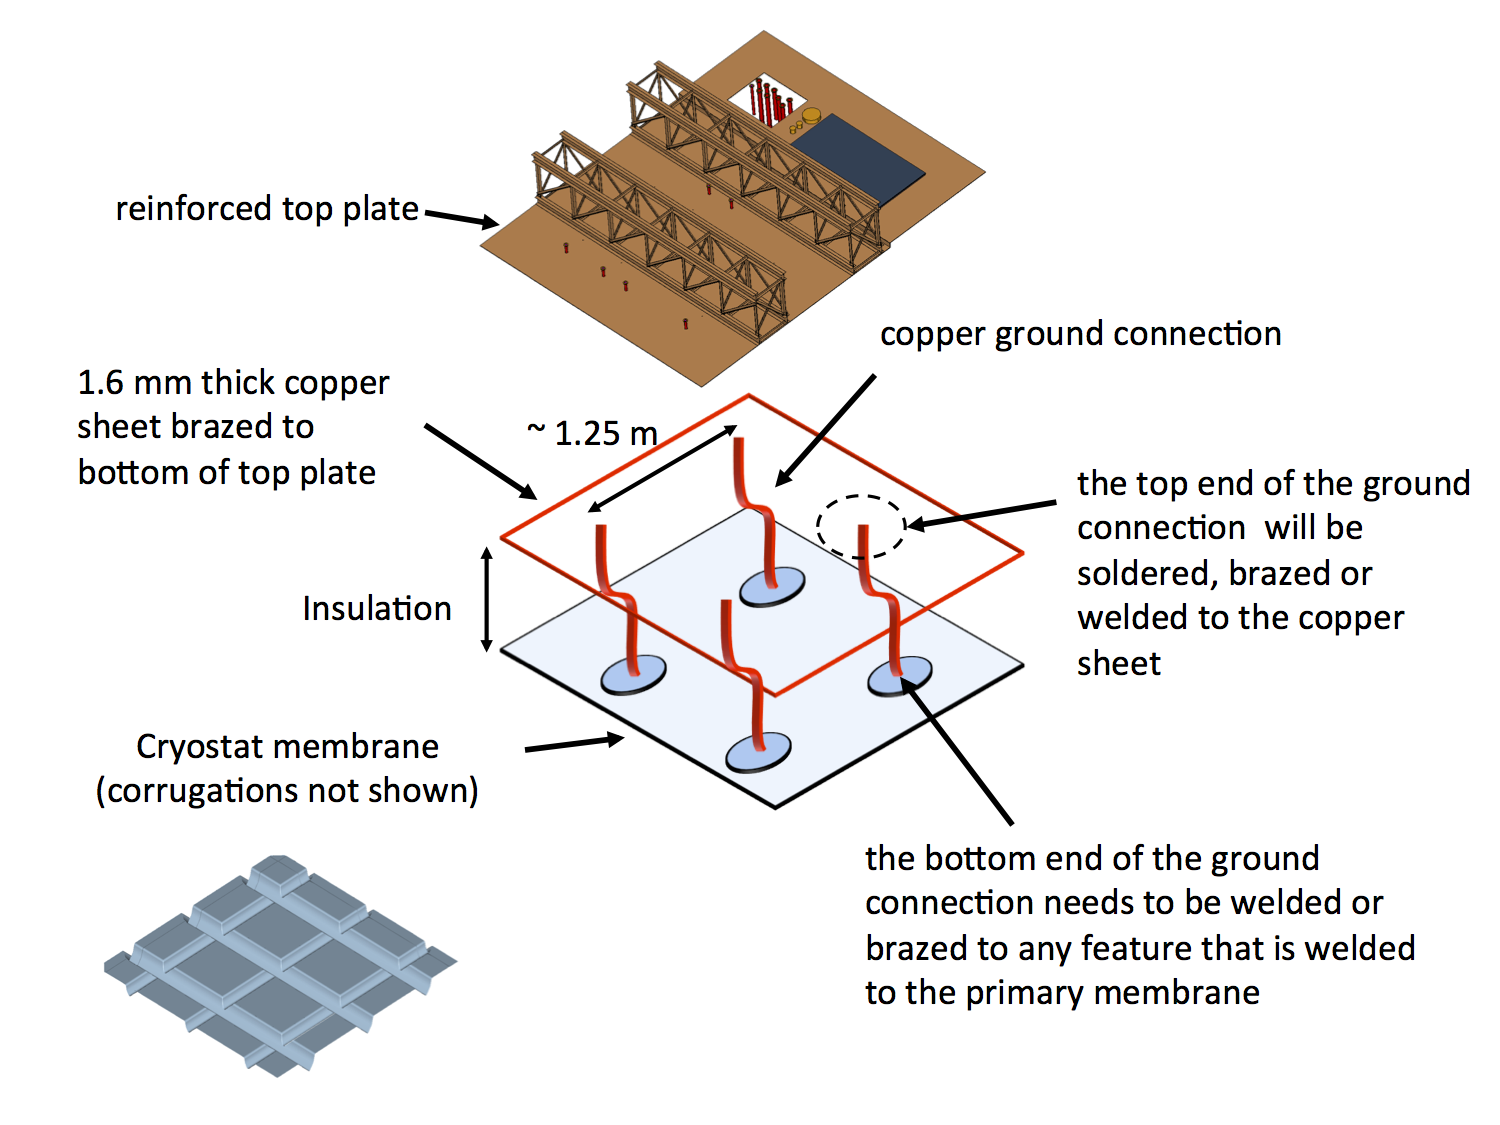 reinforced top plate
copper ground connection
1.6 mm thick copper
sheet brazed to
bottom of top plate
~ 1.25 m
the top end of the ground
connection  will be
soldered, brazed or
welded to the copper
sheet
Insulation
Cryostat membrane
(corrugations not shown)
the bottom end of the ground
connection needs to be welded or
brazed to any feature that is welded
to the primary membrane